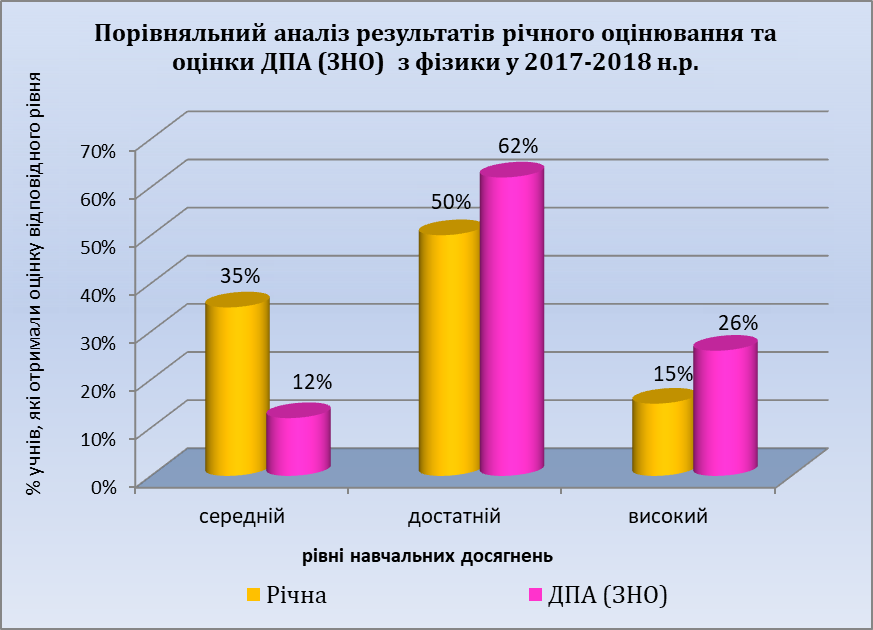 Порівняльний аналіз результатів річного оцінювання та
оцінки ДПА (ЗНО) з фізики у 2017-2018 н.р.
% учнів, які отримали оцінку відповідного рівня
70%
60%
50%
40%
30%
20%
10%
0%
35%
12%
50%
62%
15%
26%
середній
достатній
високий
рівні навчальних досягнень
Річна
ДПА (ЗНО)